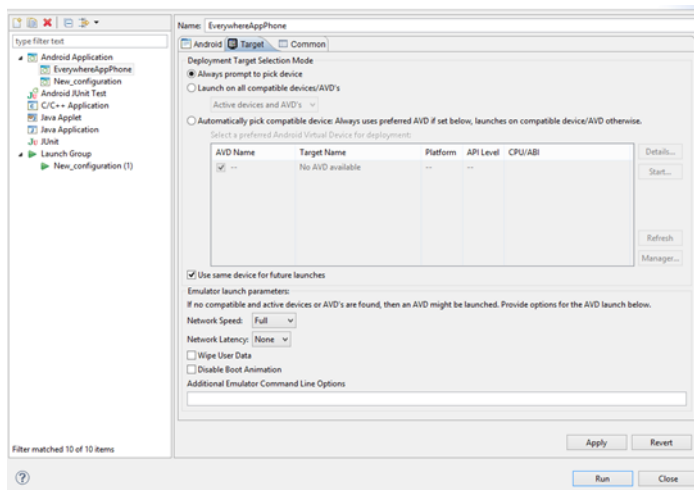 Name: EverywhereAppPhone
type filter text
Android Application
EverywhereAppPhone
New_configuration
Android JUnit Test
C/C++ Application
Java Applet
Java Application
JUnit
Launch Group
New_configuration (1)
Filter matched 10 of 10 items
Android Target Common
Deployment Target Selection Mode
Always prompt to pick device
Launch on all compatible devices/AVD's
Active devices and AVD's
Automatically pick compatible device: Always uses preferred AVD if set below, launches on compatible device/AVD otherwise.
Select a preferred Android Virtual Device for deployment:
AVD Name Target Name Platform API Level CPU/ABI
-- No AVD available -- --
Details...
Start...
Refresh
Manager...
Use same device for future launches
Emulator launch parameters:
If no compatible and active devices or AVD's are found, then an AVD might be launched. Provide options for the AVD launch below.
Network Speed: Full
Network Latency: None
Wipe User Data
Disable Boot Animation
Additional Emulator Command Line Options
Apply Revert
? Run Close